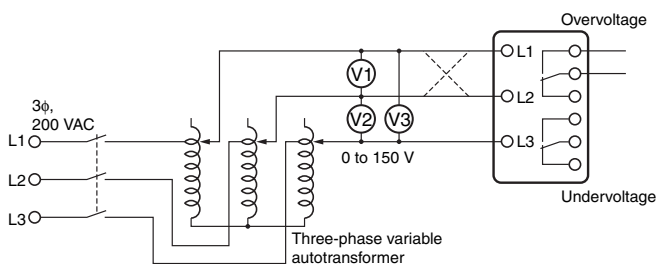 Overvoltage
L1
V1
3ϕ,
200 VAC
L2
V2
V3
L1
L3
0 to 150 V
L2
Undervoltage
L3
Three-phase variable
autotransformer